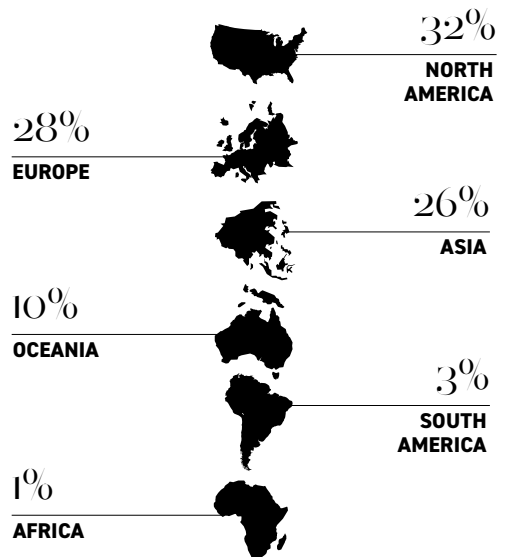 32%
NORTH
AMERICA
28%
EUROPE
26%
ASIA
10%
OCEANIA
3%
SOUTH
AMERICA
1%
AFRICA